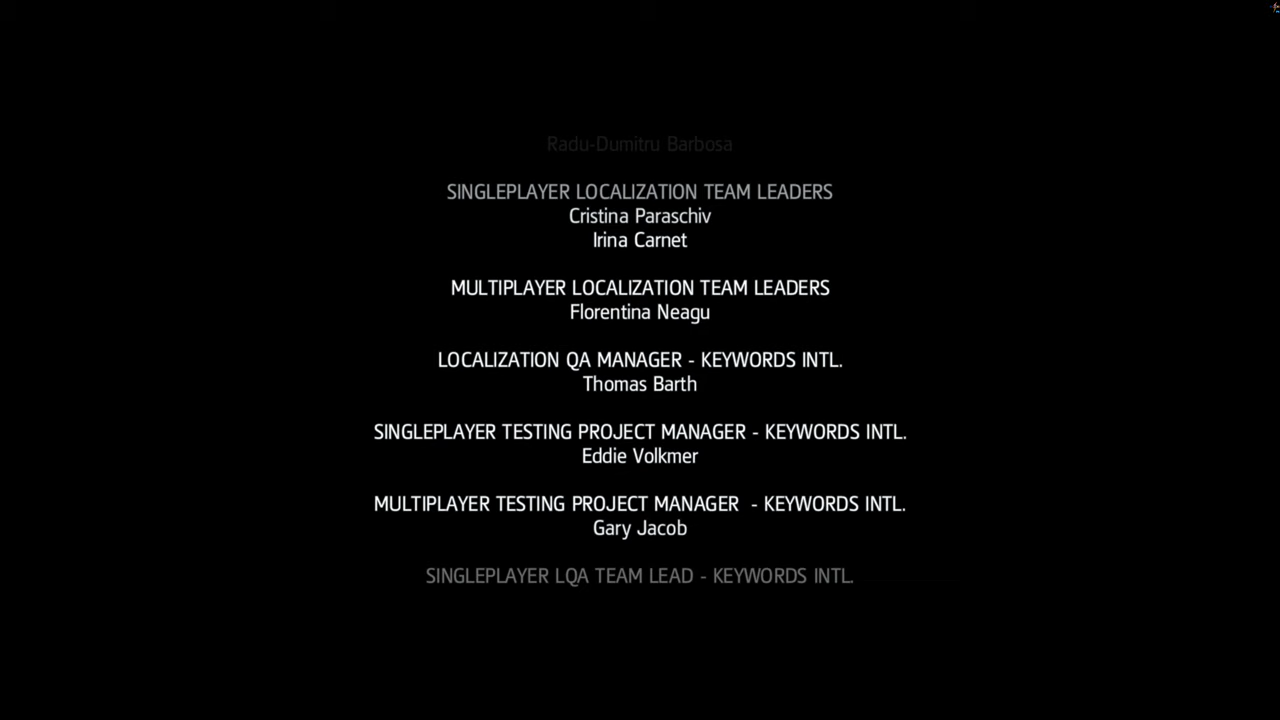 Radu-Dumitru Barbosa
SINGLEPLAYER LOCALIZATION TEAM LEADERS
Cristina Paraschiv
Irina Carnet
MULTIPLAYER LOCALIZATION TEAM LEADERS
Florentina Neagu
LOCALIZATION QA MANAGER - KEYWORDS INTL.
Thomas Barth
SINGLEPLAYER TESTING PROJECT MANAGER - KEYWORDS INTL.
Eddie Volkmer
MULTIPLAYER TESTING PROJECT MANAGER  - KEYWORDS INTL.
Gary Jacob
SINGLEPLAYER LQA TEAM LEAD - KEYWORDS INTL.